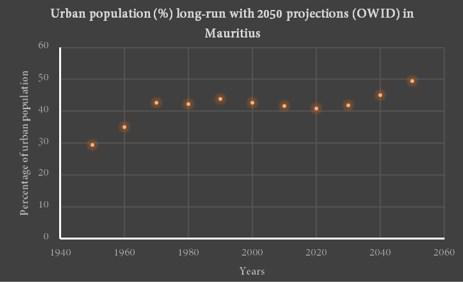 Urban population (%) long-run with 2050 projections (OWID) in
Mauritius
Percentage of urban population
60
50
40
30
20
10
0
1940 1960 1980 2000 2020 2040 2060
Years